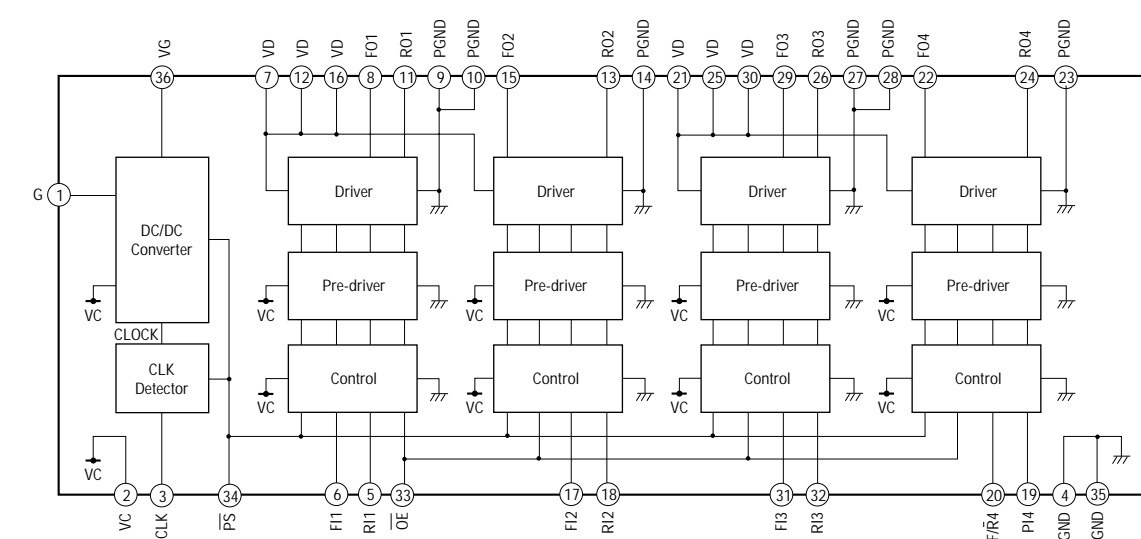 VG
VD
VD
VD
FO1
RO1
PGND
PGND
FO2
RO2
PGND
VD
VD
VD
FO3
RO3
PGND
PGND
FO4
RO4
PGND
36
7
12
16
8
11
9
10
15
13
14
21
25
30
29
26
27
28
22
24
23
G
1
DC/DC
Converter
Driver
Driver
Driver
Driver
Pre-driver
Pre-driver
Pre-driver
Pre-driver
VC
VC
VC
VC
VC
CLOCK
CLK
Detector
Control
Control
Control
Control
VC
VC
VC
VC
VC
2
3
34
6
5
33
17
18
31
32
20
19
4
35
VC
CLK
PS
FI1
RI1
OE
FI2
RI2
FI3
RI3
F/R4
PI4
GND
GND